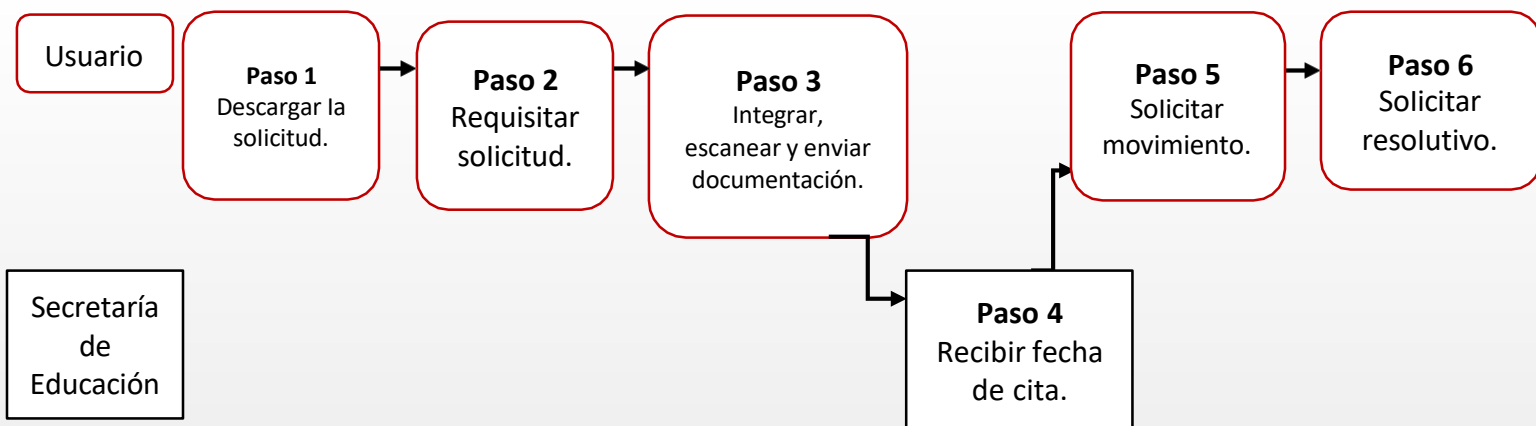 Usuario
Paso 1
Descargar la
solicitud.
Paso 2
Requisitar
solicitud.
Paso 3
Integrar,
escanear y enviar
documentación.
Paso 5
Solicitar
movimiento.
Paso 6
Solicitar
resolutivo.
Secretaría
de
Educación
Paso 4
Recibir fecha
de cita.